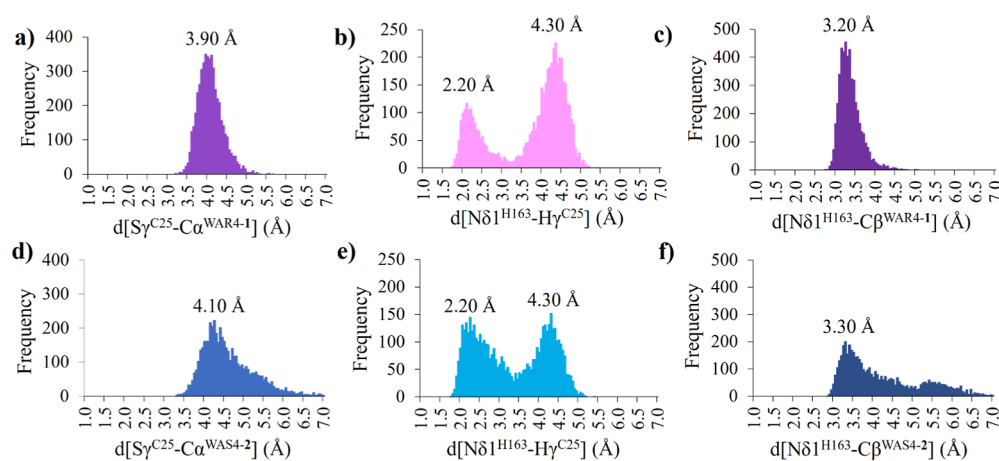 a)
3.90 Å
Frequency
400
300
200
100
0
1.0 1.5 2.0 2.5 3.0 3.5 4.0 4.5 5.0 5.5 6.0 6.5 7.0
d[Sγ^C25-Cα^WAR4-1] (Å)
b)
4.30 Å
2.20 Å
Frequency
250
200
150
100
50
0
1.0 1.5 2.0 2.5 3.0 3.5 4.0 4.5 5.0 5.5 6.0 6.5 7.0
d[Nδ1^H163-Hγ^C25] (Å)
c)
3.20 Å
Frequency
500
400
300
200
100
0
1.0 1.5 2.0 2.5 3.0 3.5 4.0 4.5 5.0 5.5 6.0 6.5 7.0
d[Nδ1^H163-Cβ^WAR4-1] (Å)
d)
4.10 Å
Frequency
400
300
200
100
0
1.0 1.5 2.0 2.5 3.0 3.5 4.0 4.5 5.0 5.5 6.0 6.5 7.0
d[Sγ^C25-Cα^WAS4-2] (Å)
e)
2.20 Å 4.30 Å
Frequency
250
200
150
100
50
0
1.0 1.5 2.0 2.5 3.0 3.5 4.0 4.5 5.0 5.5 6.0 6.5 7.0
d[Nδ1^H163-Hγ^C25] (Å)
f)
3.30 Å
Frequency
500
400
300
200
100
0
1.0 1.5 2.0 2.5 3.0 3.5 4.0 4.5 5.0 5.5 6.0 6.5 7.0
d[Nδ1^H163-Cβ^WAS4-2] (Å)